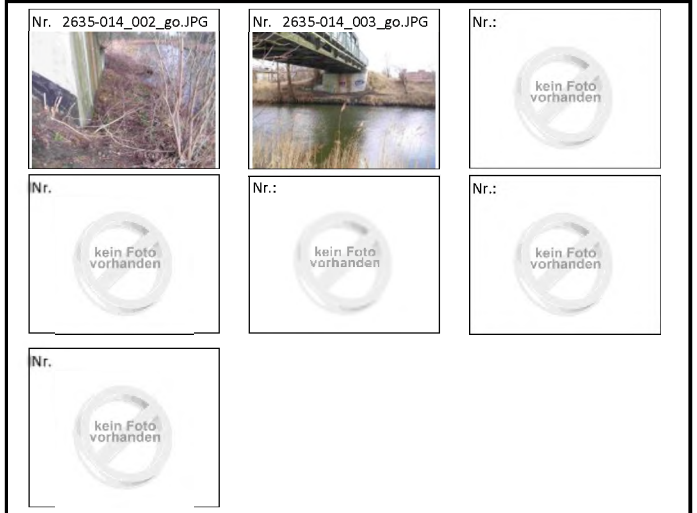 Nr. 2635-014_002_go.JPG
Nr. 2635-014_003_go.JPG
Nr.:
kein Foto
vorhanden
Nr.
kein Foto
vorhanden
Nr.:
kein Foto
vorhanden
Nr.:
kein Foto
vorhanden
Nr.
kein Foto
vorhanden